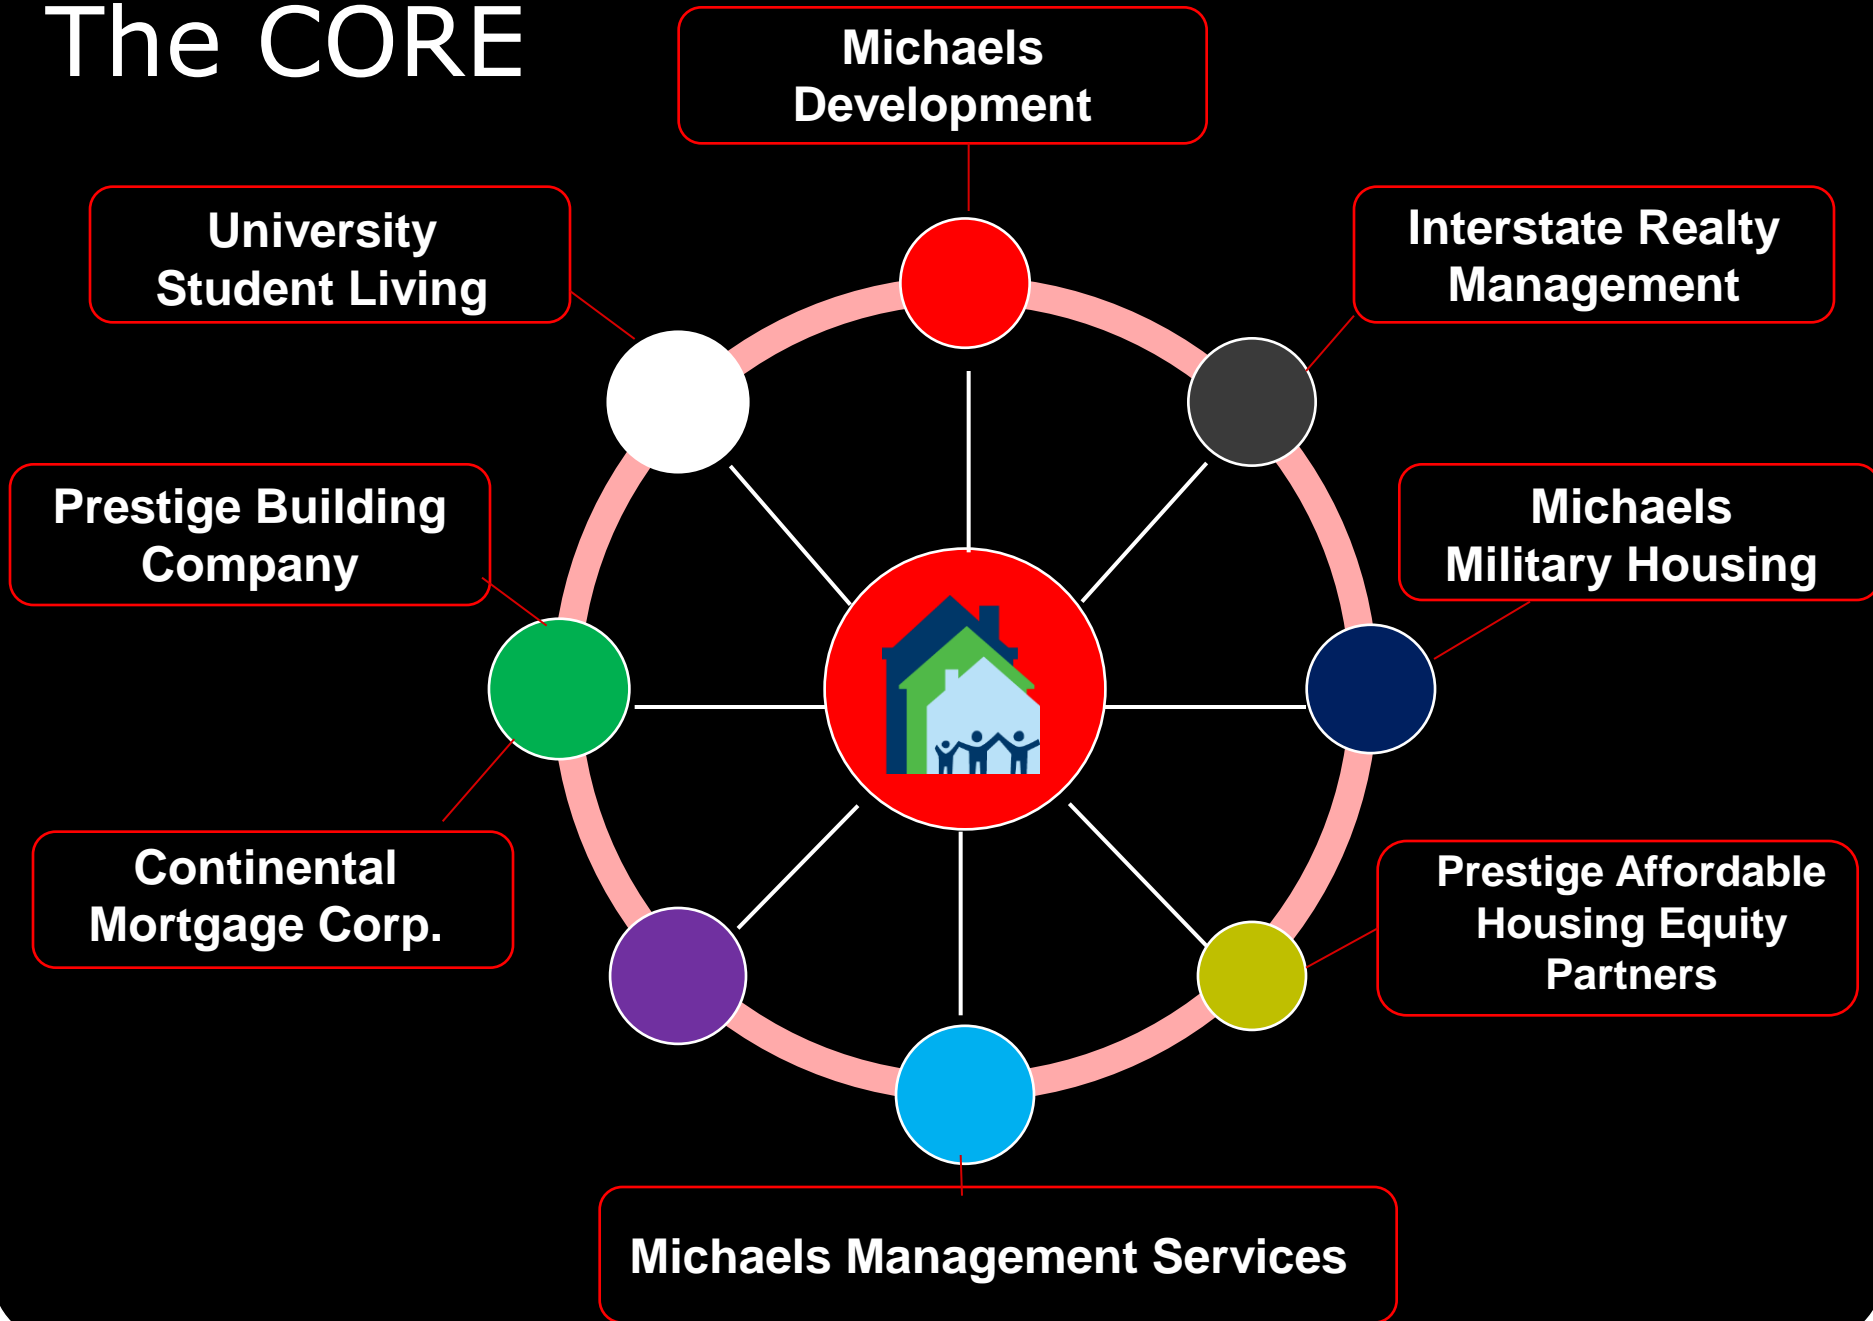 The CORE
Michaels
Development
University
Student Living
Interstate Realty
Management
Prestige Building
Company
Michaels
Military Housing
Continental
Mortgage Corp.
Prestige Affordable
Housing Equity
Partners
Michaels Management Services